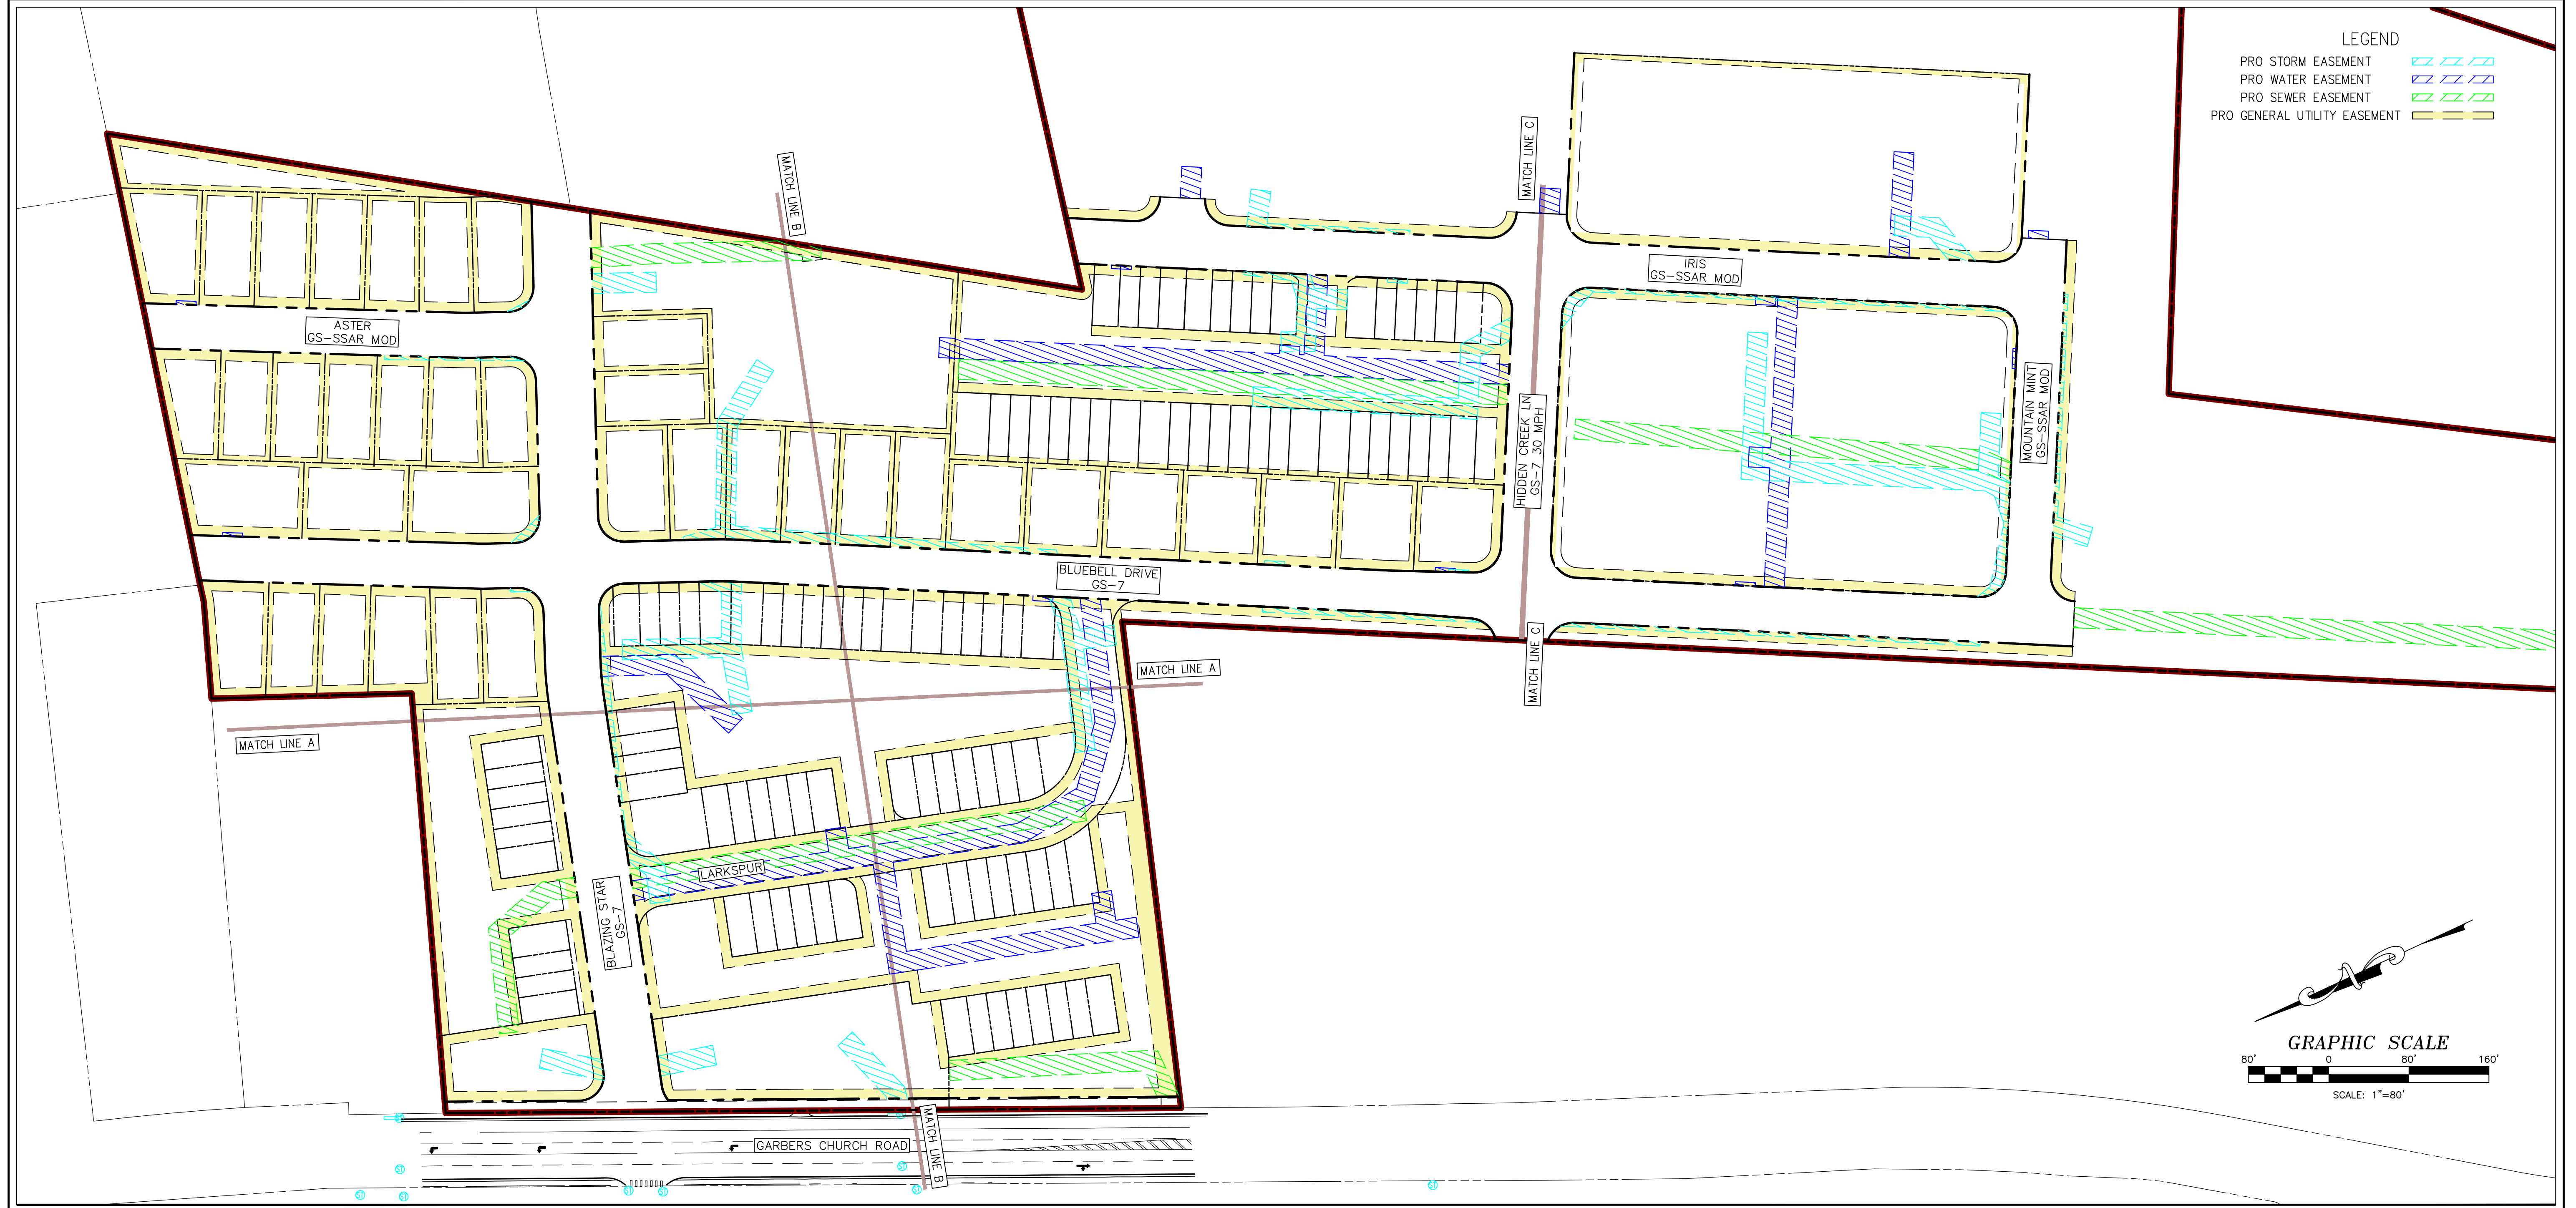 LEGEND
PRO STORM EASEMENT
PRO WATER EASEMENT
PRO SEWER EASEMENT
PRO GENERAL UTILITY EASEMENT
MATCH LINE B
MATCH LINE C
IRIS
GS-SSAR MOD
ASTER
GS-SSAR MOD
HIDDEN CREEK LN
GS-7 30 MPH
MOUNTAIN MINT
GS-SSAR MOD
BLUEBELL DRIVE
GS-7
MATCH LINE A
MATCH LINE C
MATCH LINE A
LARKSPUR
BLAZING STAR
GS-7
GRAPHIC SCALE
80' 0 80' 160'
SCALE: 1"=80'
GARBERS CHURCH ROAD
MATCH LINE B